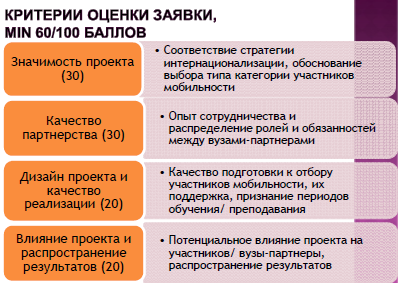 КРИТЕРИИ ОЦЕНКИ ЗАЯВКИ,
MIN 60/100 БАЛЛОВ
Значимость проекта
(30)
• Соответствие стратегии
интернационализации, обоснование
выбора типа категории участников
мобильности
Качество
партнерства (30)
• Опыт сотрудничества и
распределение ролей и обязанностей
между вузами-партнерами
Дизайн проекта и
качество
реализации (20)
• Качество подготовки к отбору
участников мобильности, их
поддержка, признание периодов
обучения/ преподавания
Влияние проекта и
распространение
результатов (20)
• Потенциальное влияние проекта на
участников/ вузы-партнеры,
распространение результатов